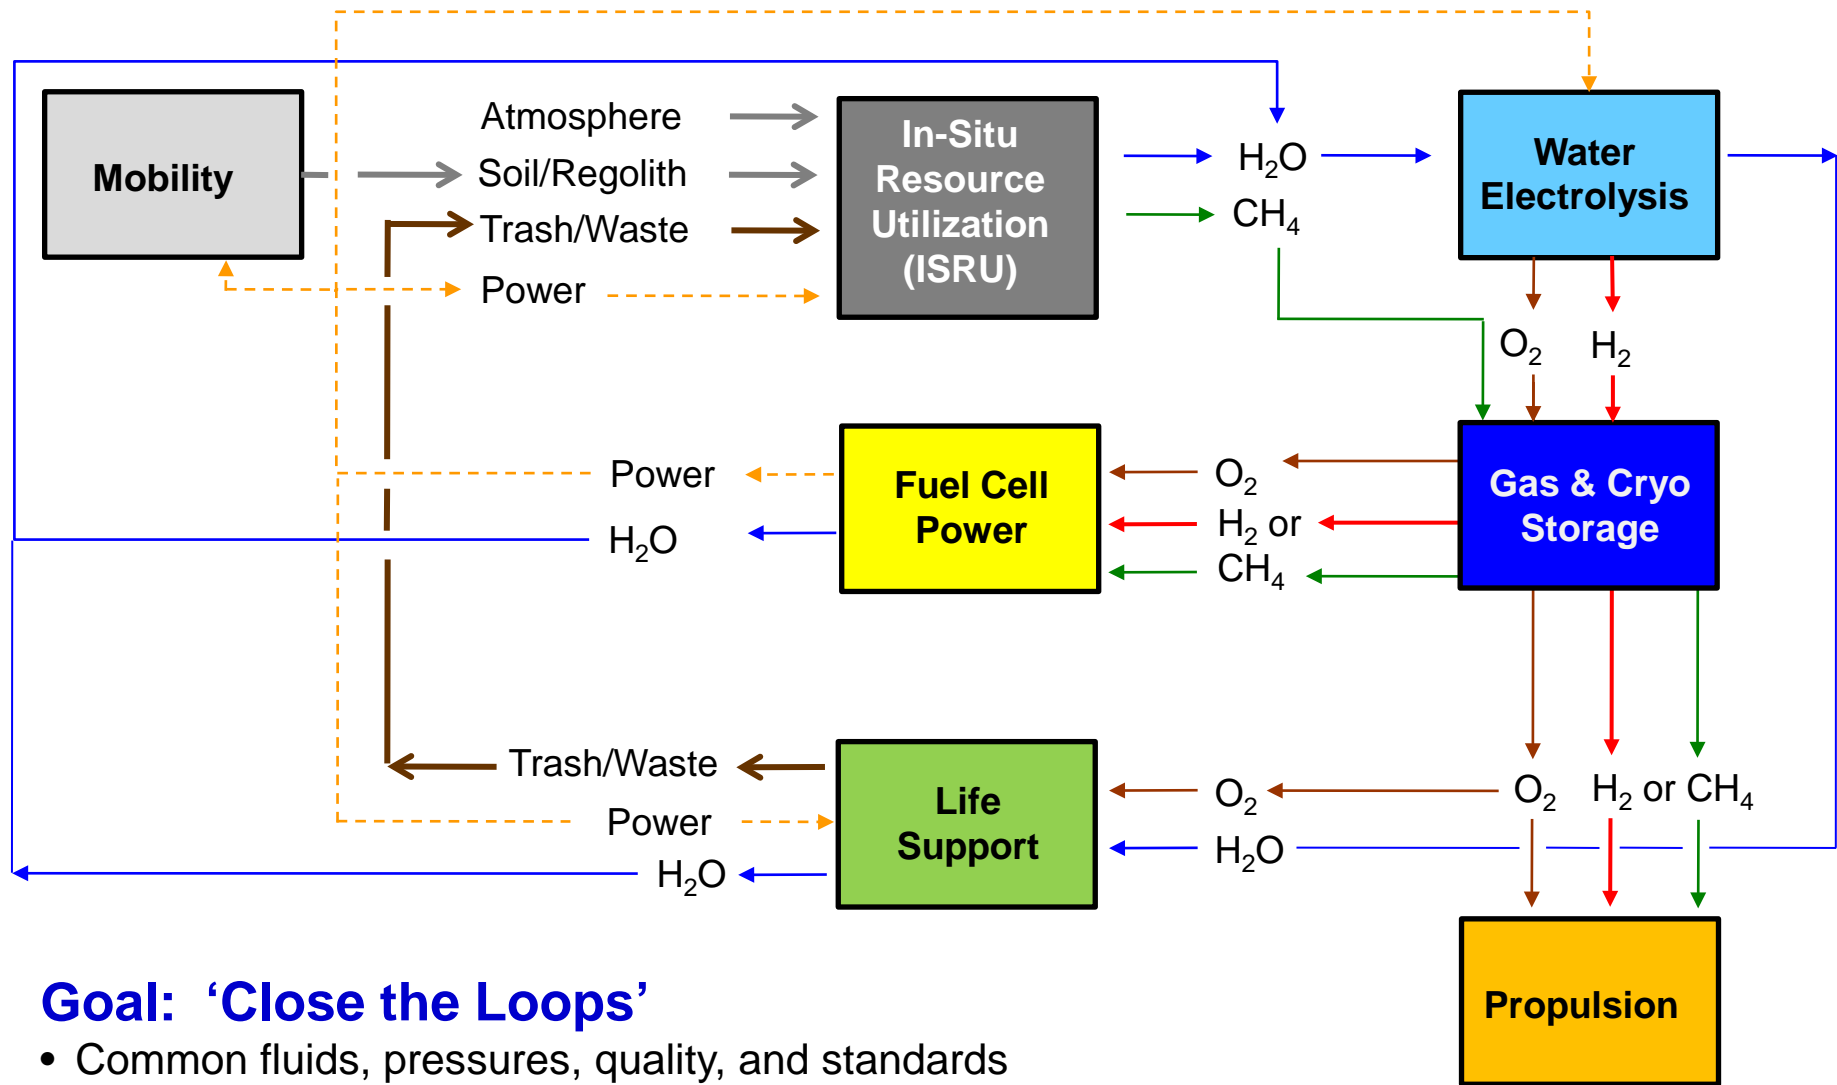 Mobility
Atmosphere
Soil/Regolith
Trash/Waste
Power
In-Situ
Resource
Utilization
(ISRU)
H₂O
CH₄
Water
Electrolysis
O₂
H₂
Power
H₂O
Fuel Cell
Power
O₂
H₂ or
CH₄
Gas & Cryo
Storage
Trash/Waste
Power
H₂O
Life
Support
O₂
H₂O
O₂
H₂ or CH₄
Propulsion
Goal: ‘Close the Loops’
• Common fluids, pressures, quality, and standards